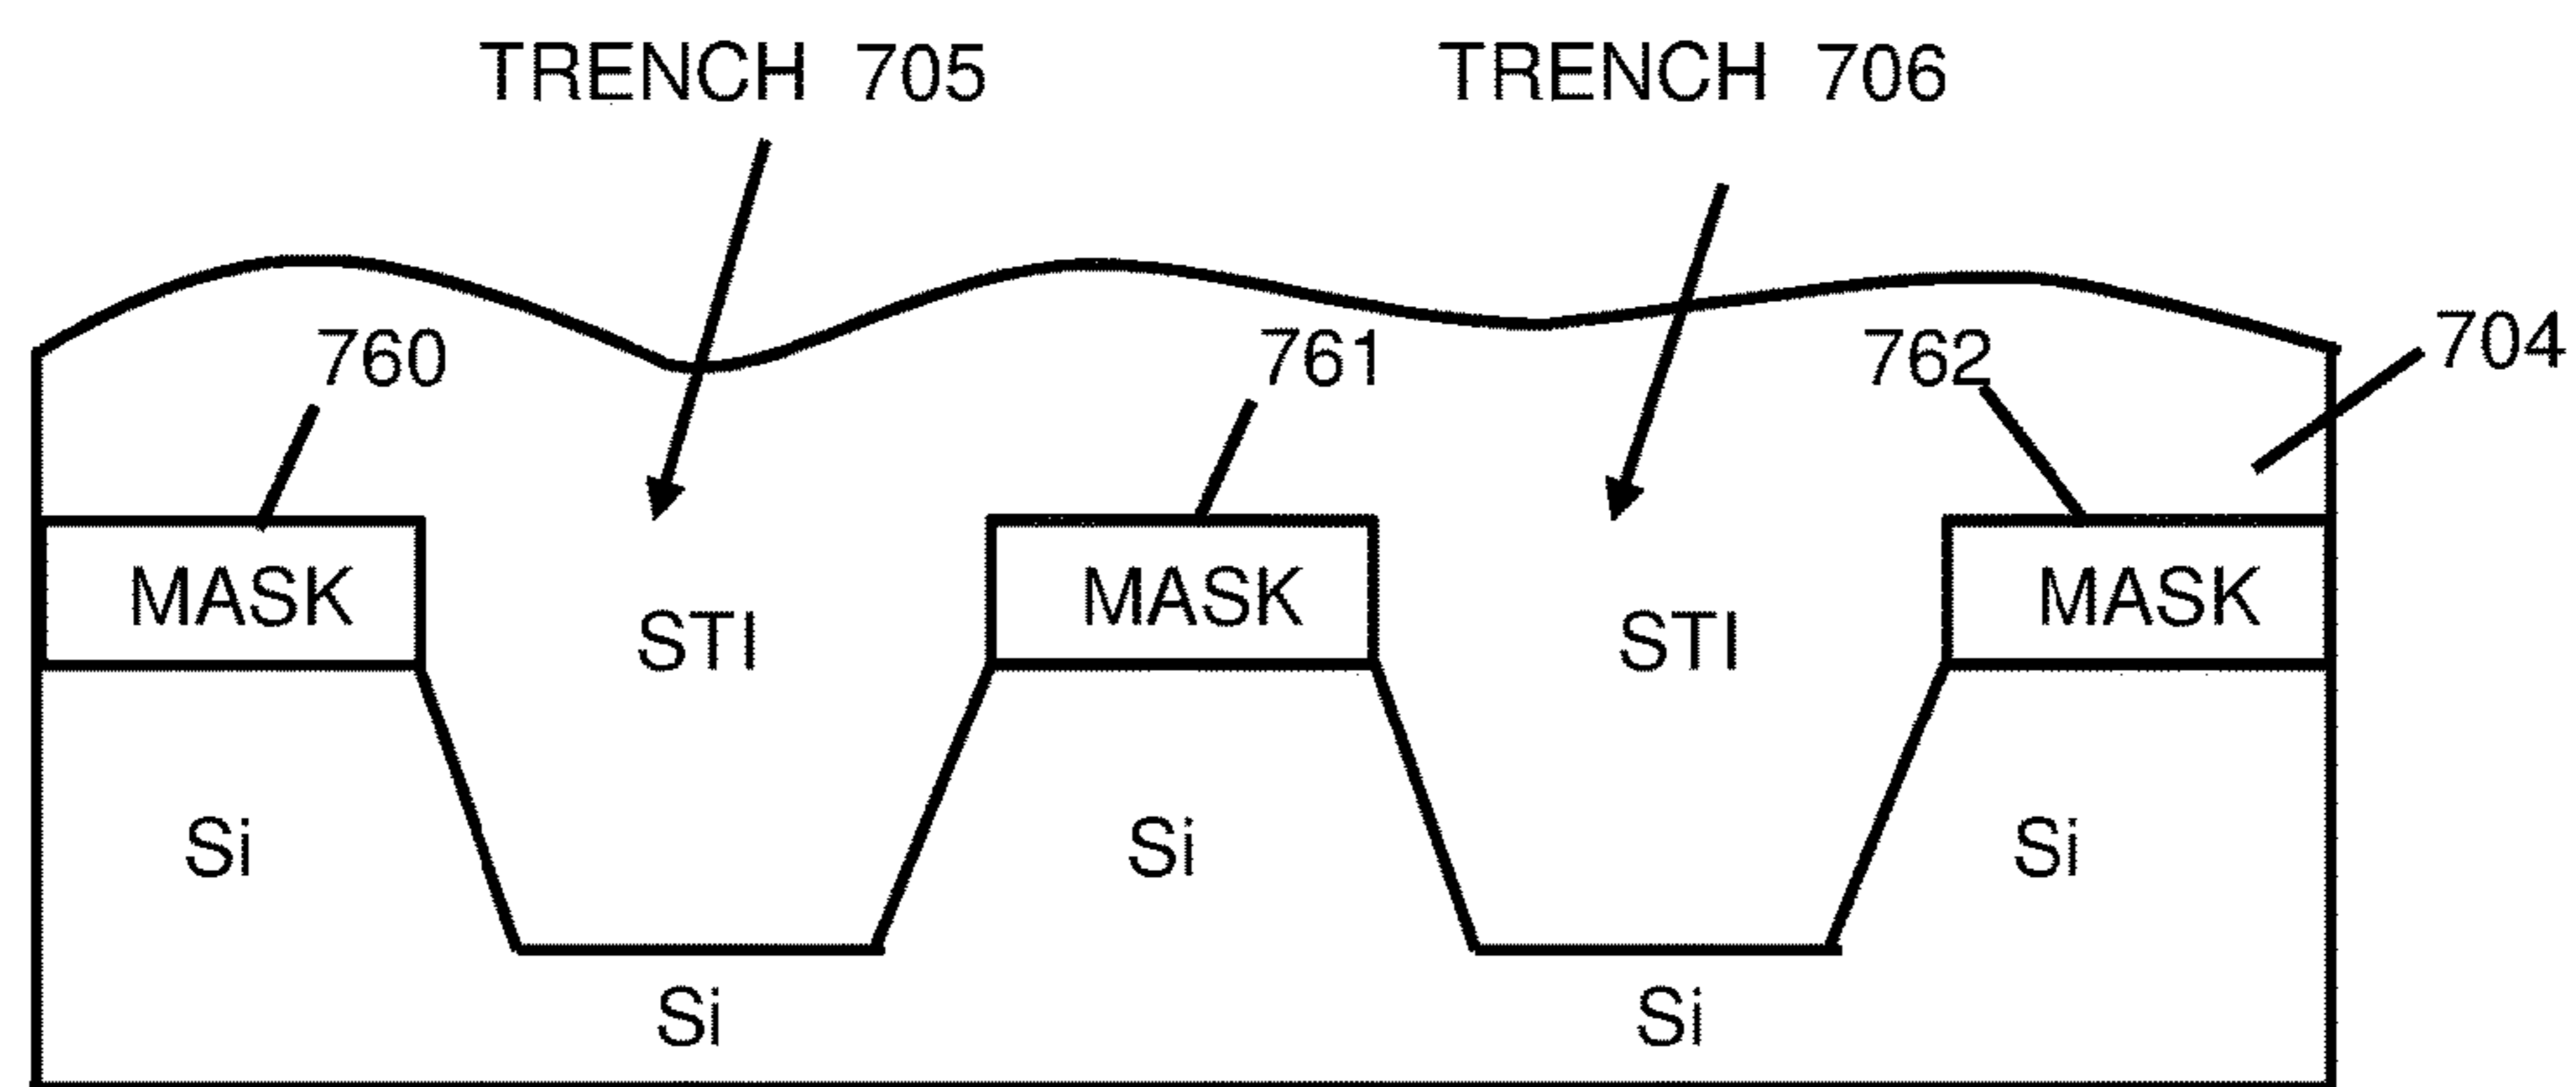 TRENCH 705 TRENCH 706
760 761 762 704
MASK MASK MASK
STI STI
Si Si Si
Si Si